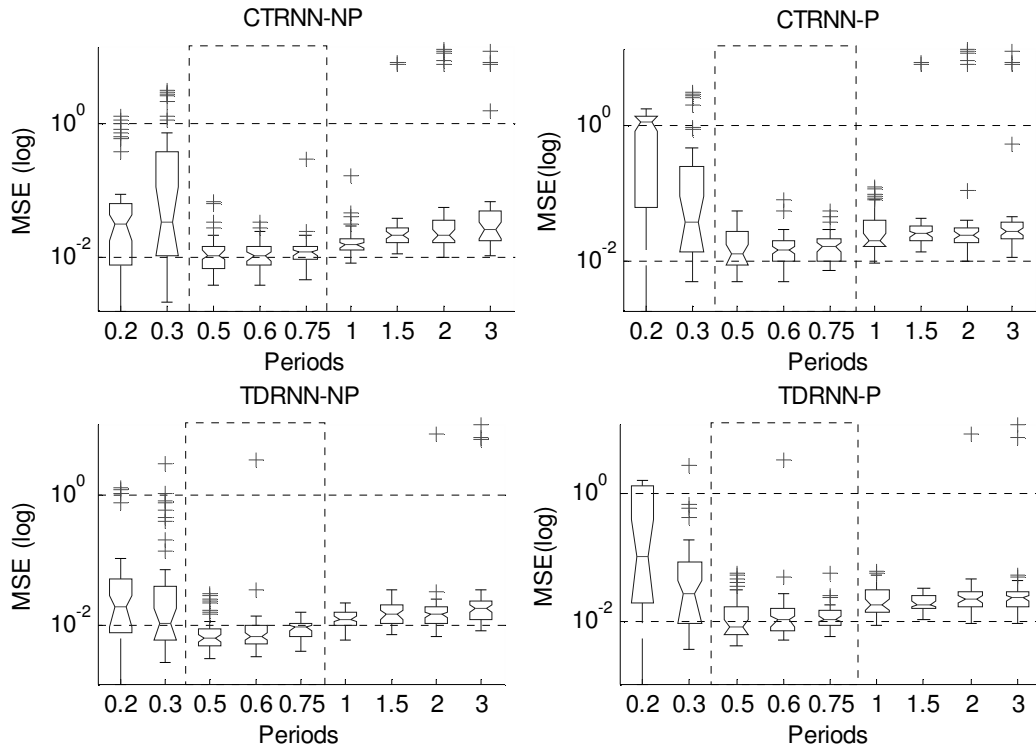 CTRNN-NP
MSE (log)
10^0
10^-2
0.2 0.3 0.5 0.6 0.75 1 1.5 2 3
Periods
CTRNN-P
MSE(log)
10^0
10^-2
0.2 0.3 0.5 0.6 0.75 1 1.5 2 3
Periods
TDRNN-NP
MSE (log)
10^0
10^-2
0.2 0.3 0.5 0.6 0.75 1 1.5 2 3
Periods
TDRNN-P
MSE(log)
10^0
10^-2
0.2 0.3 0.5 0.6 0.75 1 1.5 2 3
Periods